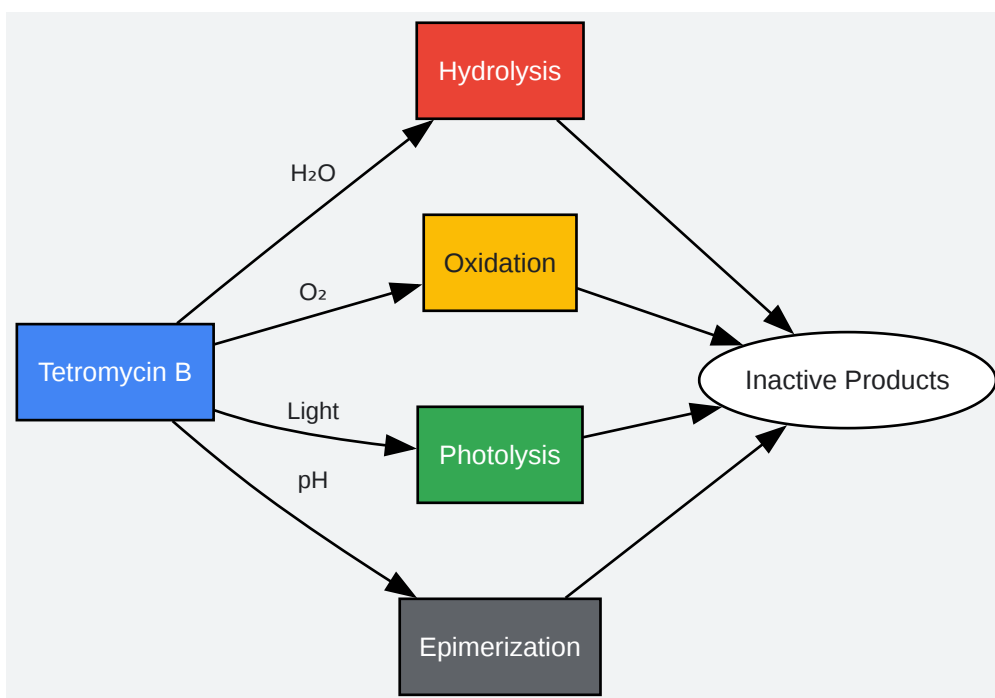 Hydrolysis
H₂O
Oxidation
O₂
Tetromycin B
Inactive Products
Light
Photolysis
pH
Epimerization